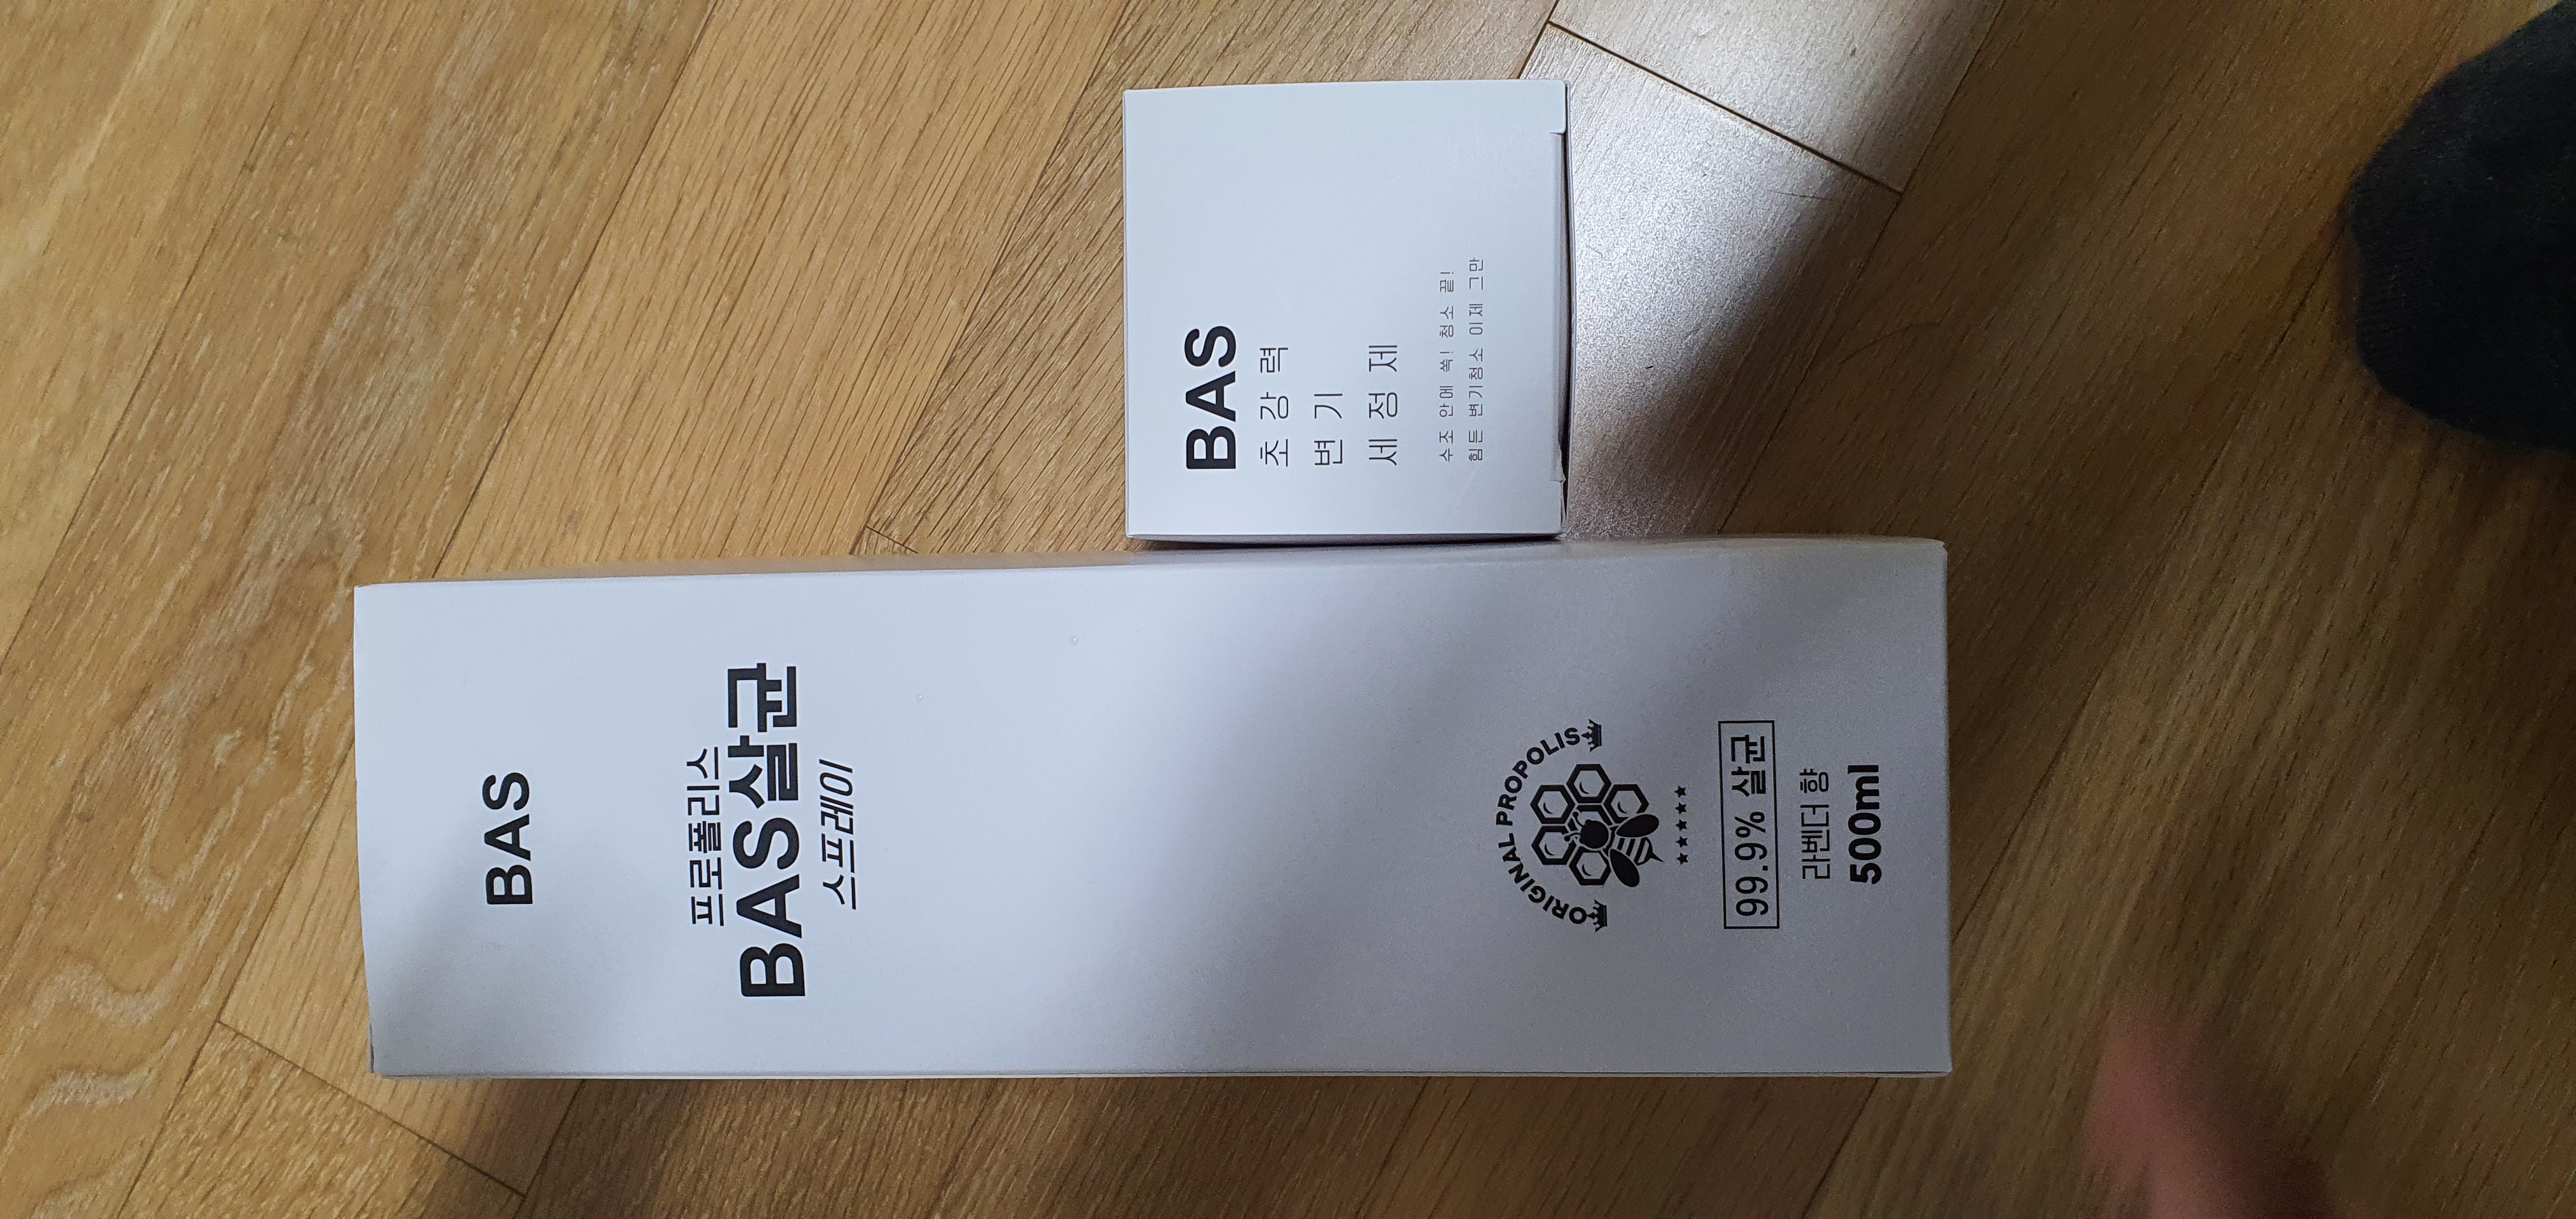 BAS
초강력
변기
세정제
수조 안에 쏙! 청소 끝!
힘든 변기청소 이제 그만
BAS
프로폴리스
BAS살균
스프레이
ORIGINAL PROPOLIS
99.9% 살균
라벤더 향
500ml